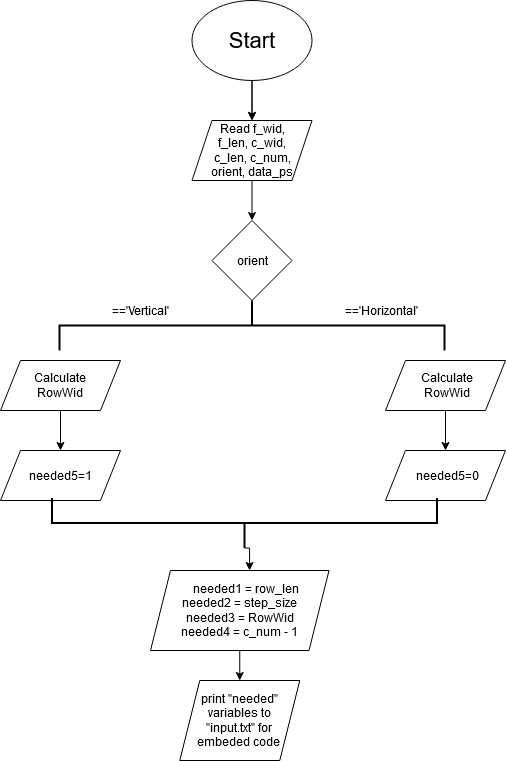 Start
Read f_wid,
f_len, c_wid,
c_len, c_num,
orient, data_ps
orient
=='Vertical'
=='Horizontal'
Calculate
RowWid
Calculate
RowWid
needed5=1
needed5=0
needed1 = row_len
needed2 = step_size
needed3 = RowWid
needed4 = c_num - 1
print "needed"
variables to
"input.txt" for
embeded code